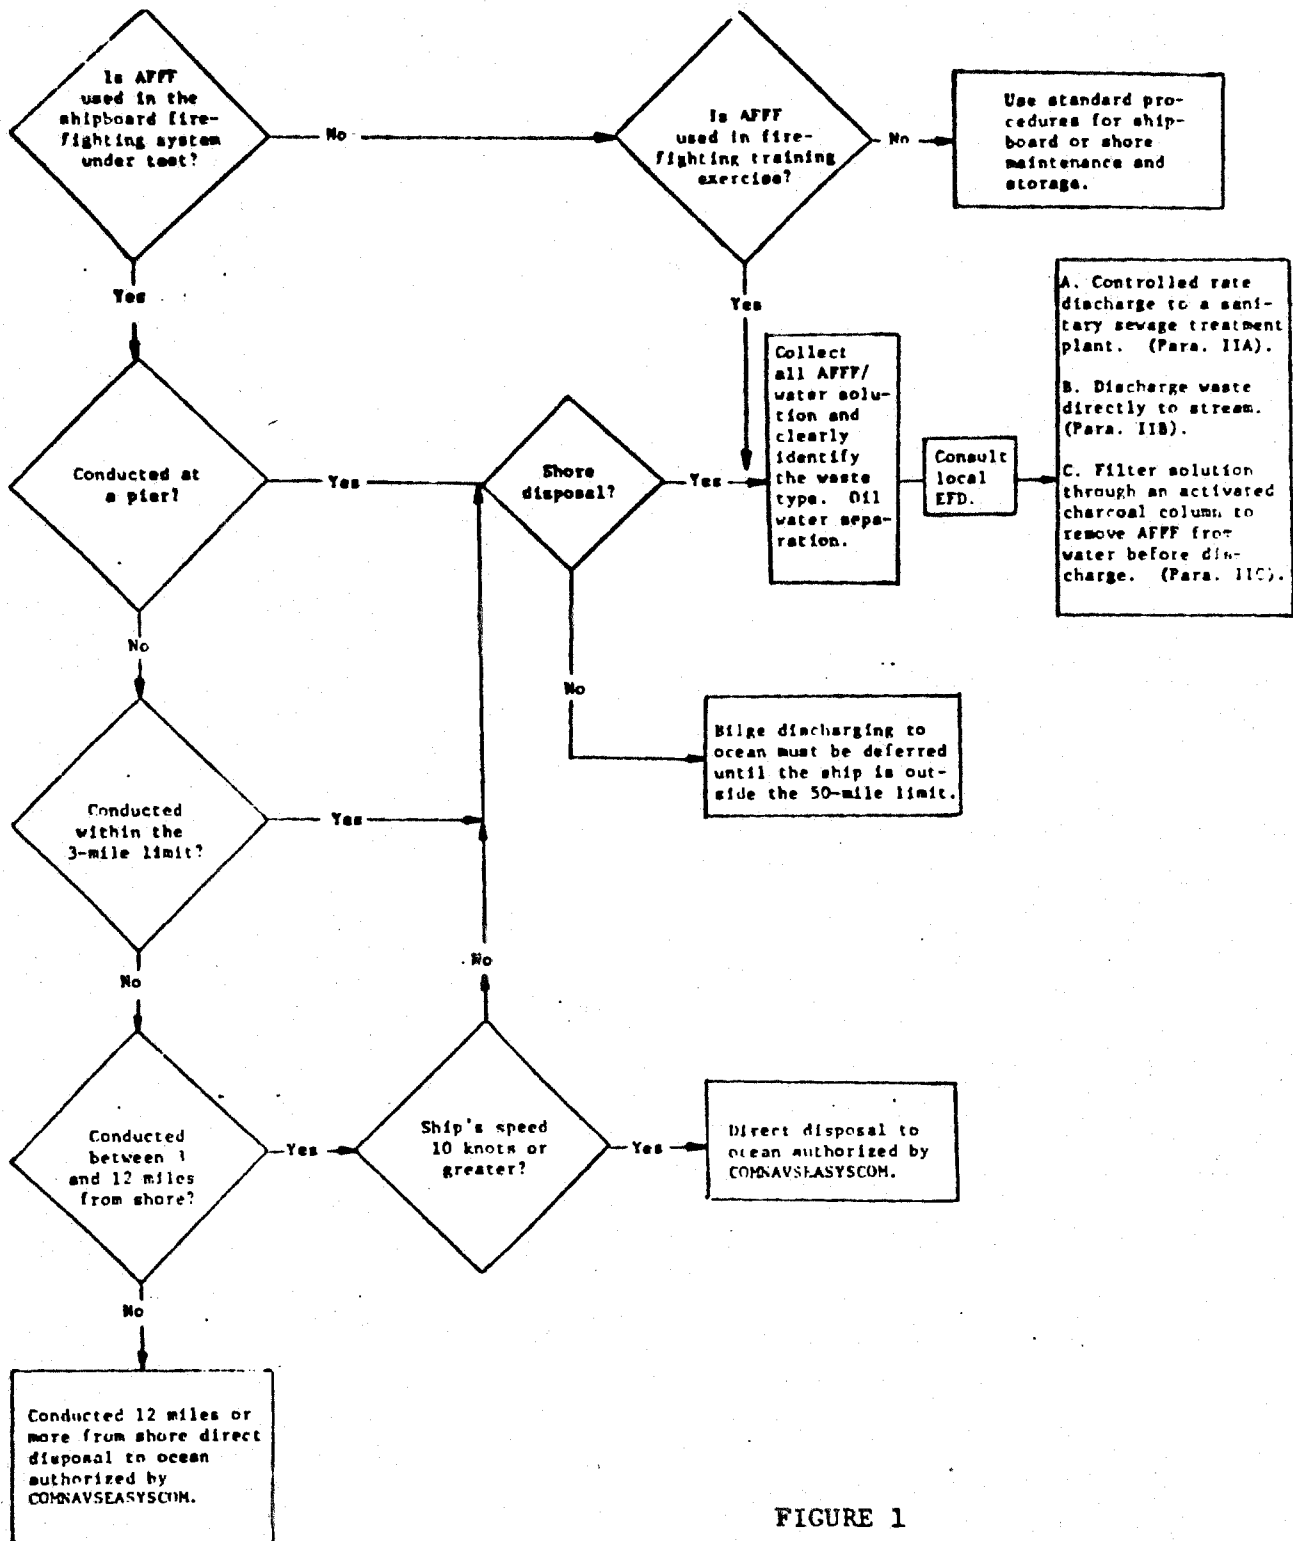 Is AFFF
used in the
shipboard fire-
fighting system
under test?
No
Is AFFF
used in fire-
fighting training
exercise?
No
Use standard pro-
cedures for ship-
board or shore
maintenance and
storage.
Yes
Yes
Conducted at
a pier?
Yes
Shore
disposal?
Yes
Collect
all AFFF/
water solu-
tion and
clearly
identify
the waste
type. Oil
water sepa-
ration.
Consult
local
EFD.
A. Controlled rate
discharge to a sani-
tary sewage treatment
plant. (Para. IIA).
B. Discharge waste
directly to stream.
(Para. IIB).
C. Filter solution
through an activated
charcoal column to
remove AFFF from
water before dis-
charge. (Para. IIC).
No
No
Bilge discharging to
ocean must be deferred
until the ship is out-
side the 50-mile limit.
Conducted
within the
3-mile limit?
Yes
No
No
Conducted
between 3
and 12 miles
from shore?
Yes
Ship's speed
10 knots or
greater?
Yes
Direct disposal to
ocean authorized by
COMNAVSEASYSCOM.
No
Conducted 12 miles or
more from shore direct
disposal to ocean
authorized by
COMNAVSEASYSCOM.
FIGURE 1